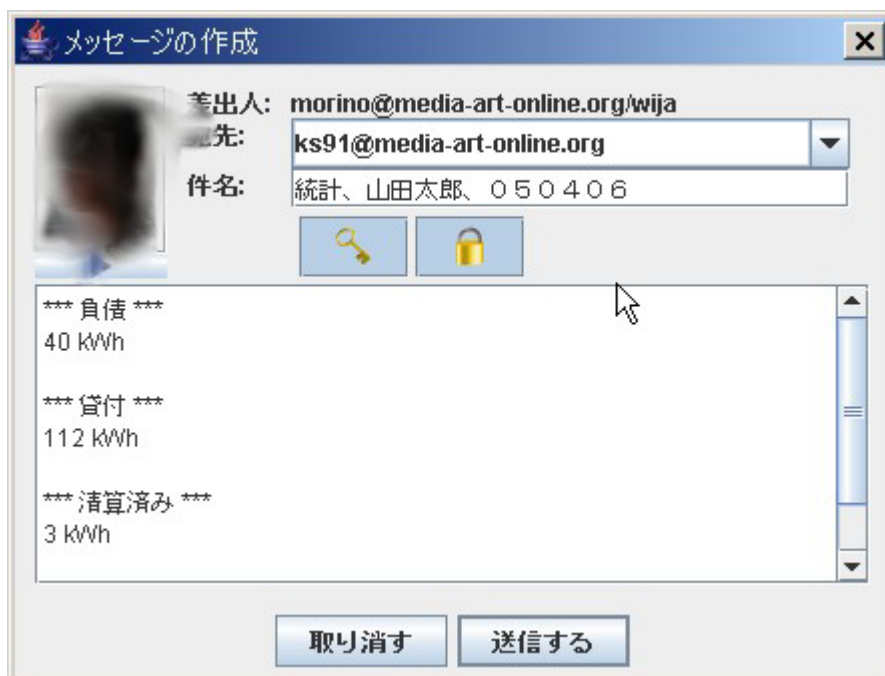 メッセージの作成
差出人: morino@media-art-online.org/wija
宛先: ks91@media-art-online.org
件名: 統計、山田太郎、０５０４０６
*** 負債 ***
40 kWh
*** 貸付 ***
112 kWh
*** 清算済み ***
3 kWh
取り消す 送信する